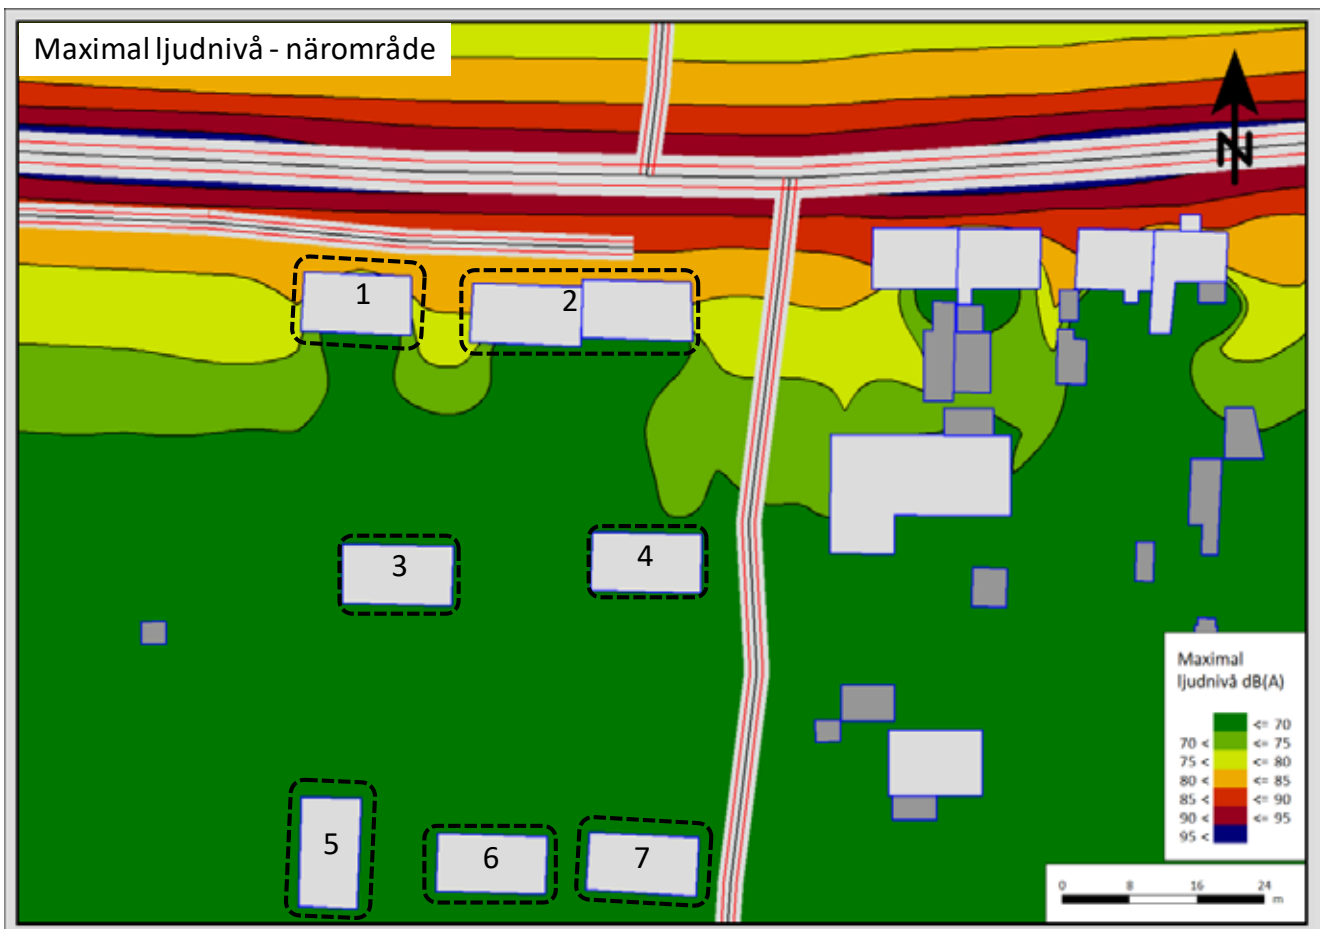 Maximal ljudnivå - närområde
N
1
2
3
4
5
6
7
Maximal
ljudnivå dB(A)
<= 70
70 < <= 75
75 < <= 80
80 < <= 85
85 < <= 90
90 < <= 95
95 <
0 8 16 24
m